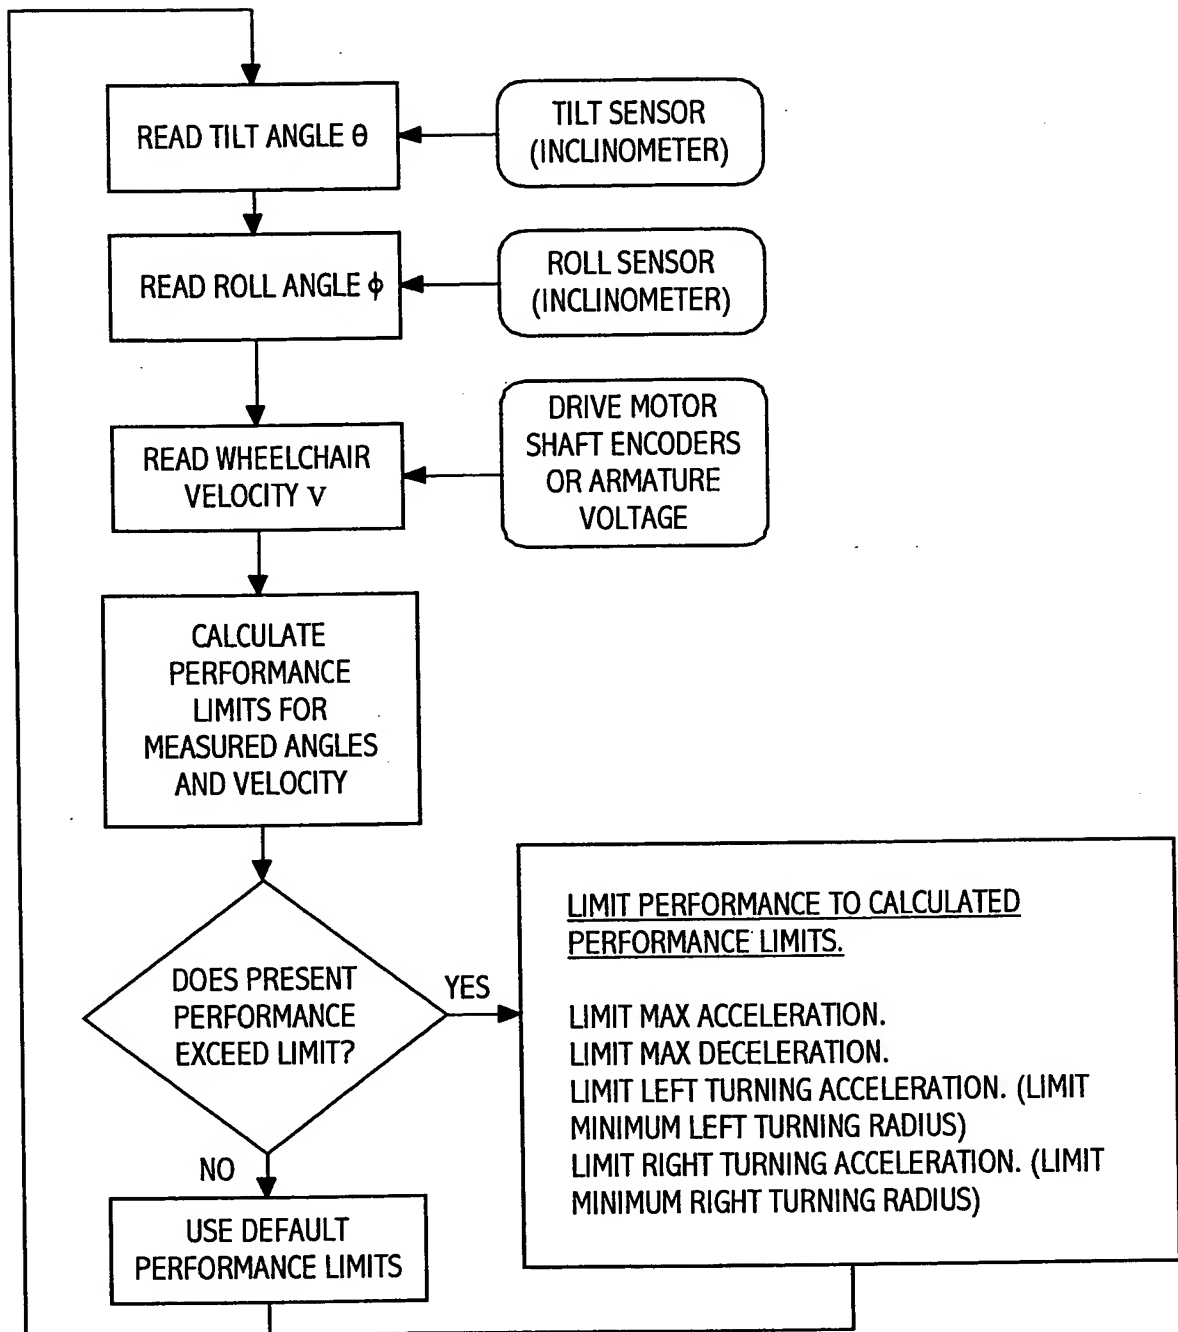 READ TILT ANGLE θ
TILT SENSOR
(INCLINOMETER)
READ ROLL ANGLE ϕ
ROLL SENSOR
(INCLINOMETER)
READ WHEELCHAIR
VELOCITY V
DRIVE MOTOR
SHAFT ENCODERS
OR ARMATURE
VOLTAGE
CALCULATE
PERFORMANCE
LIMITS FOR
MEASURED ANGLES
AND VELOCITY
DOES PRESENT
PERFORMANCE
EXCEED LIMIT?
YES
LIMIT PERFORMANCE TO CALCULATED
PERFORMANCE LIMITS.
LIMIT MAX ACCELERATION.
LIMIT MAX DECELERATION.
LIMIT LEFT TURNING ACCELERATION. (LIMIT
MINIMUM LEFT TURNING RADIUS)
LIMIT RIGHT TURNING ACCELERATION. (LIMIT
MINIMUM RIGHT TURNING RADIUS)
NO
USE DEFAULT
PERFORMANCE LIMITS